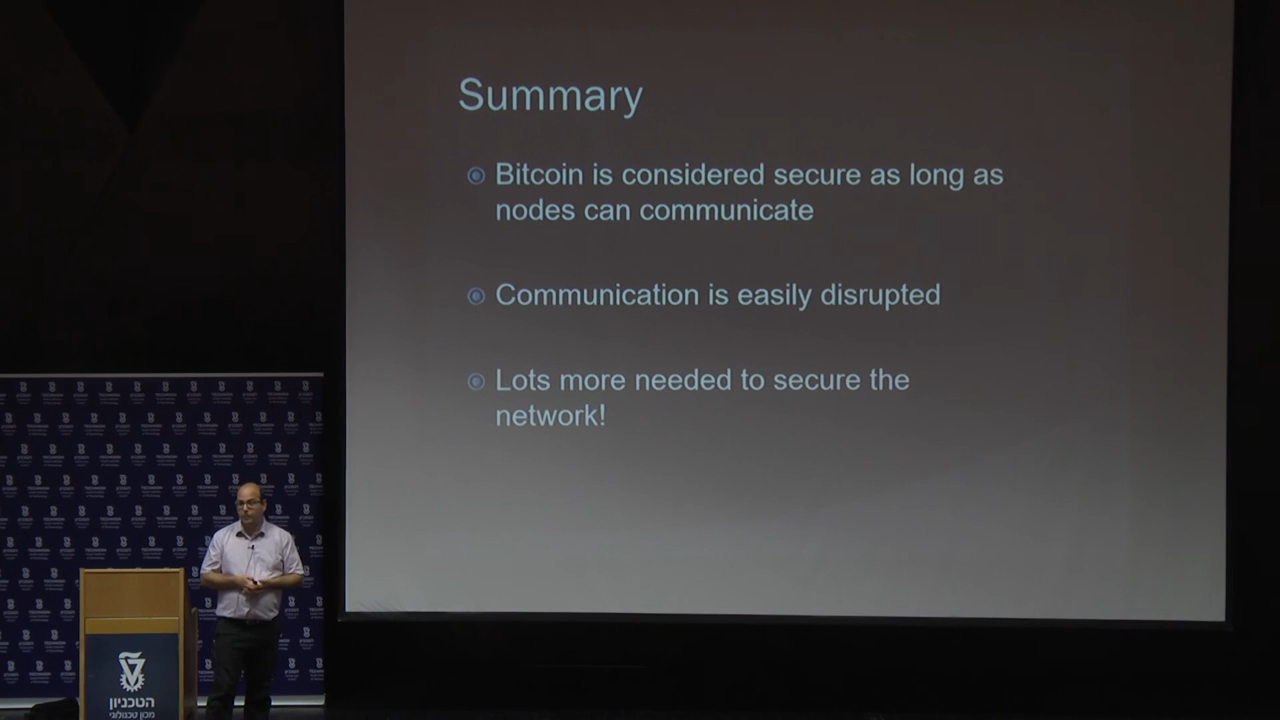 Summary
Bitcoin is considered secure as long as
nodes can communicate
Communication is easily disrupted
Lots more needed to secure the
network!
הטכניון
מכון טכנולוגי